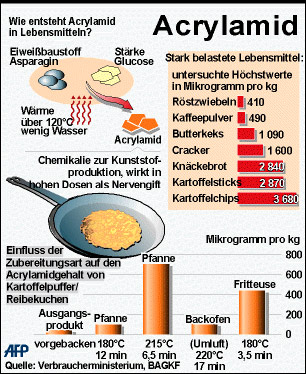 Wie entsteht Acrylamid
in Lebensmitteln?
Acrylamid
Eiweißbaustoff
Asparagin
Stärke
Glucose
Wärme
über 120°C
wenig Wasser
Acrylamid
Stark belastete Lebensmittel:
untersuchte Höchstwerte
in Mikrogramm pro kg
Röstzwiebeln 410
Kaffeepulver 490
Butterkeks 1 090
Cracker 1 600
Knäckebrot 2 840
Kartoffelsticks 2 870
Kartoffelchips 3 680
Chemikalie zur Kunststof-
produktion, wirkt in
hohen Dosen als Nervengift
Einfluss der
Zubereitungsart auf den
Acrylamidgehalt von
Kartoffelpuffer/
Reibekuchen
Mikrogramm pro kg
800
600
400
200
0
Ausgangs-
produkt
vorgebacken
Pfanne
180°C
12 min
Pfanne
215°C
6,5 min
Backofen
(Umluft)
220°C
17 min
Fritteuse
180°C
3,5 min
AFP
Quelle: Verbraucherministerium, BAGKF